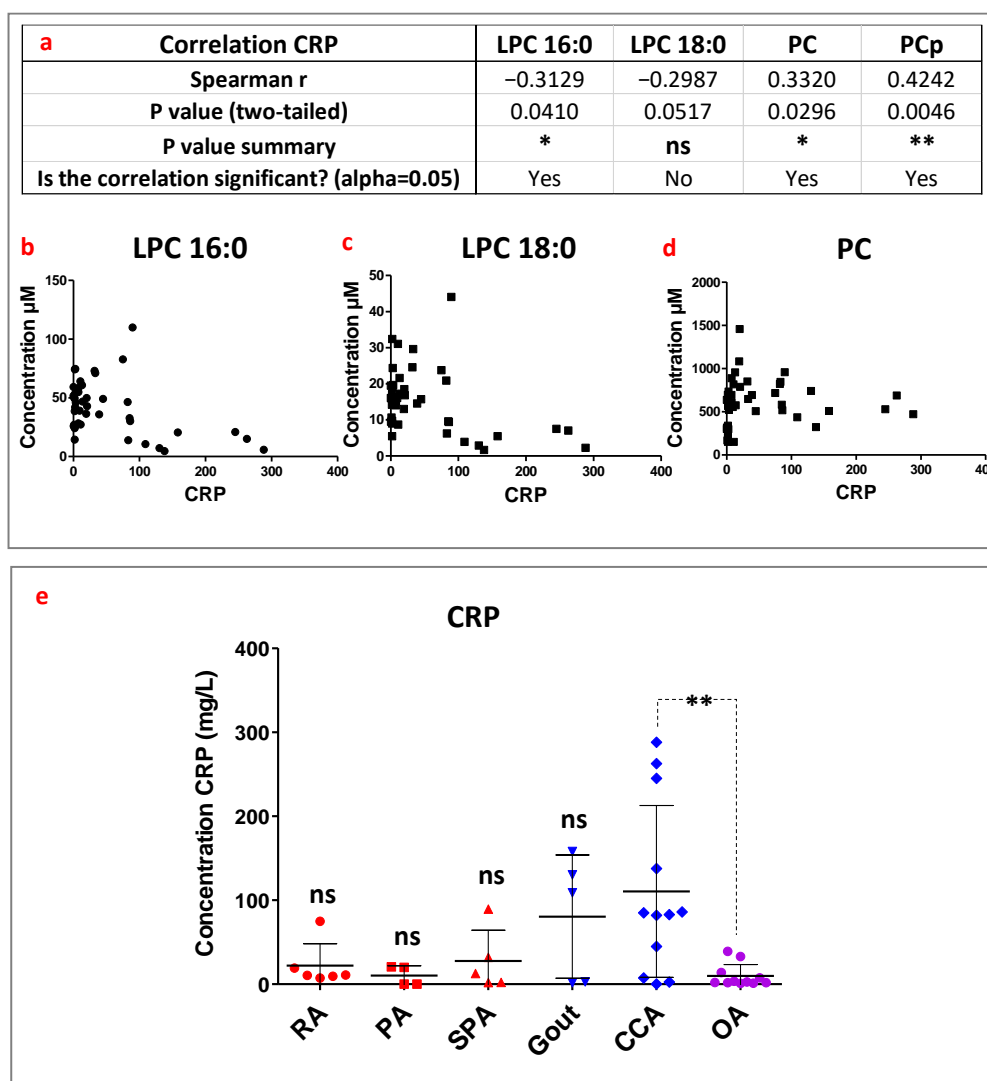 a Correlation CRP LPC 16:0 LPC 18:0 PC PCp
Spearman r −0.3129 −0.2987 0.3320 0.4242
P value (two-tailed) 0.0410 0.0517 0.0296 0.0046
P value summary * ns * **
Is the correlation significant? (alpha=0.05) Yes No Yes Yes
b LPC 16:0
Concentration µM
150
100
50
0
0 100 200 300 400
CRP
c LPC 18:0
Concentration µM
50
40
30
20
10
0
0 100 200 300 400
CRP
d PC
Concentration µM
2000
1500
1000
500
0
0 100 200 300 40
CRP
e
CRP
Concentration CRP (mg/L)
400
300
200
100
0
ns
ns
ns
ns
**
RA
PA
SPA
Gout
CCA
OA